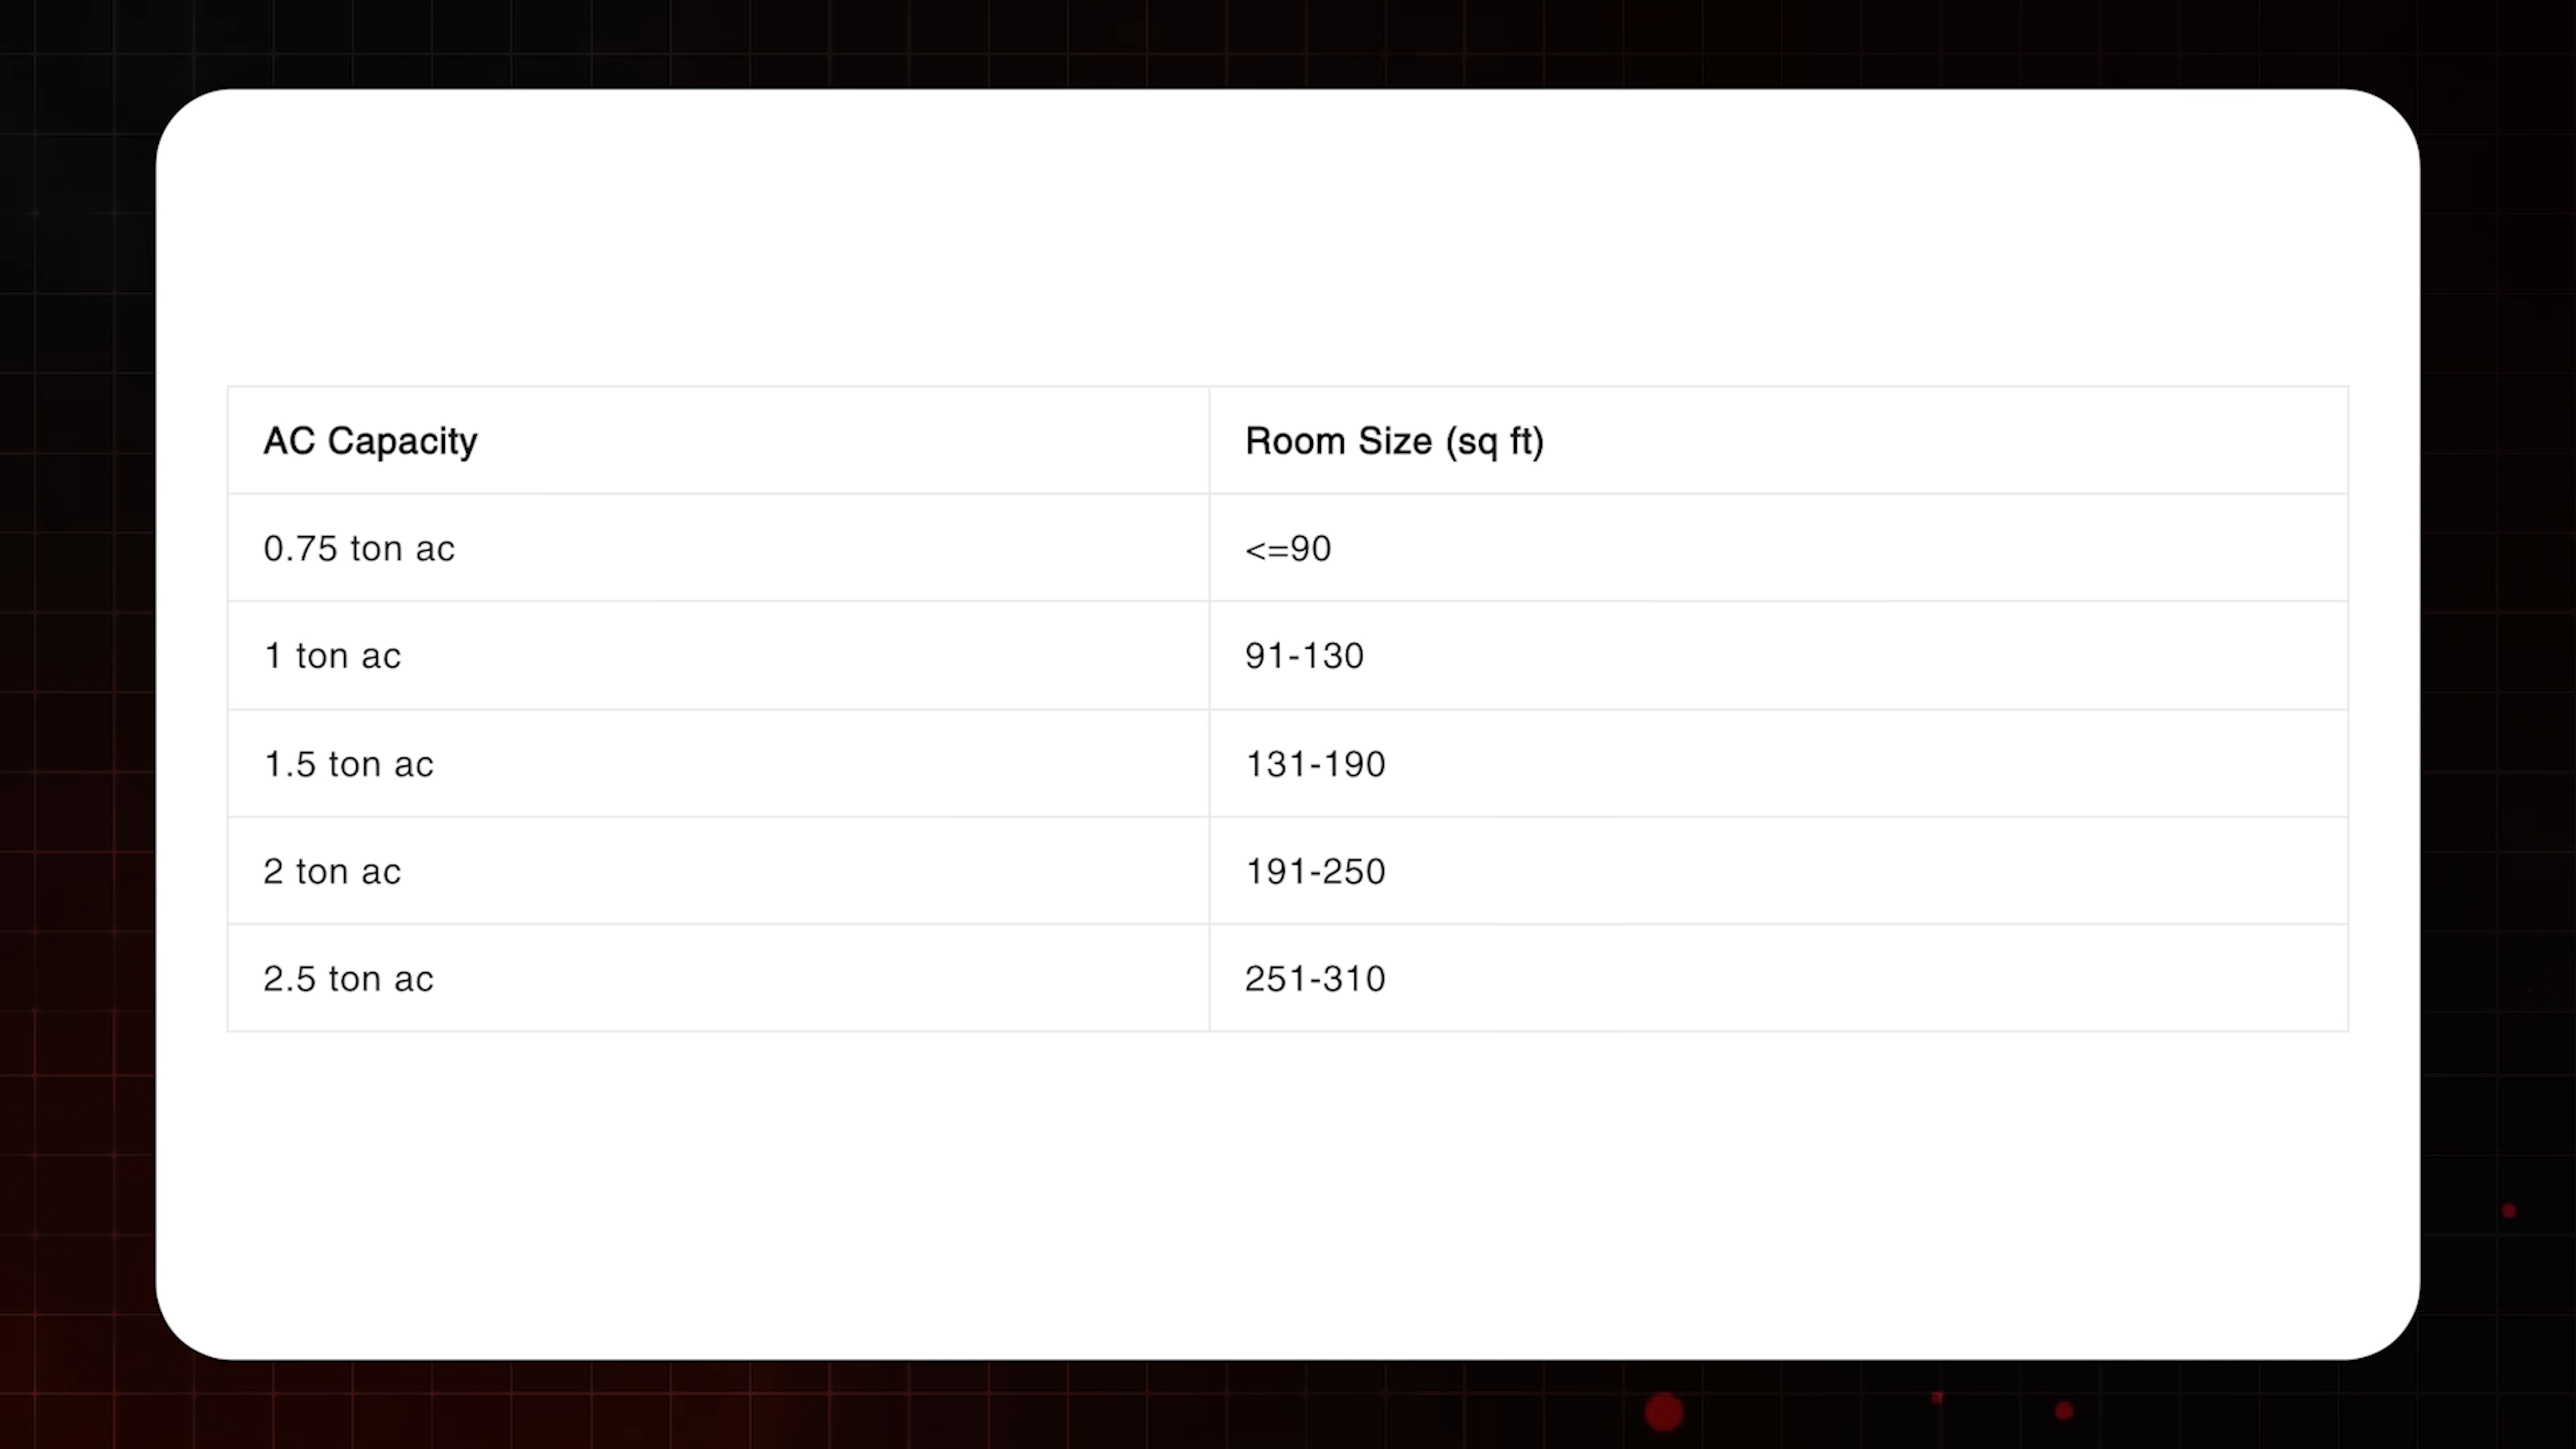 AC Capacity Room Size (sq ft)
0.75 ton ac <=90
1 ton ac 91-130
1.5 ton ac 131-190
2 ton ac 191-250
2.5 ton ac 251-310